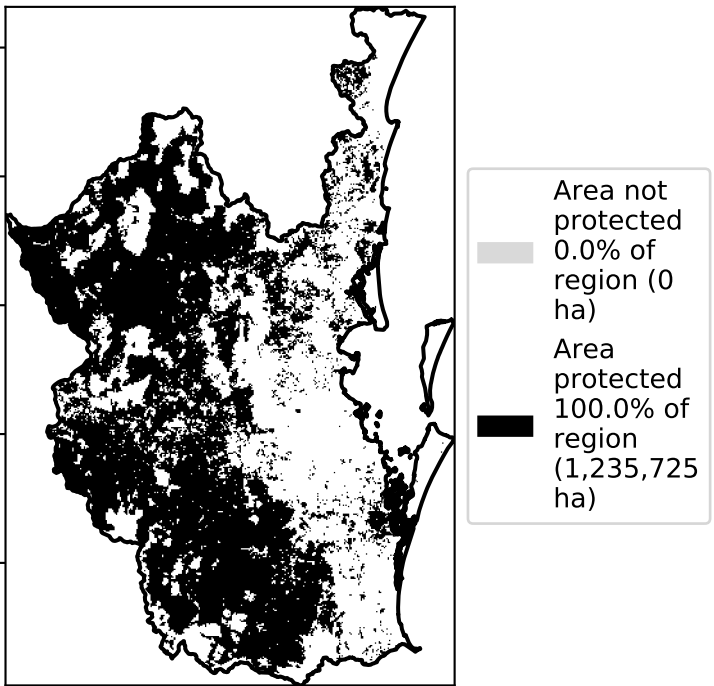 Area not
protected
0.0% of
region (0
ha)
Area
protected
100.0% of
region
(1,235,725
ha)